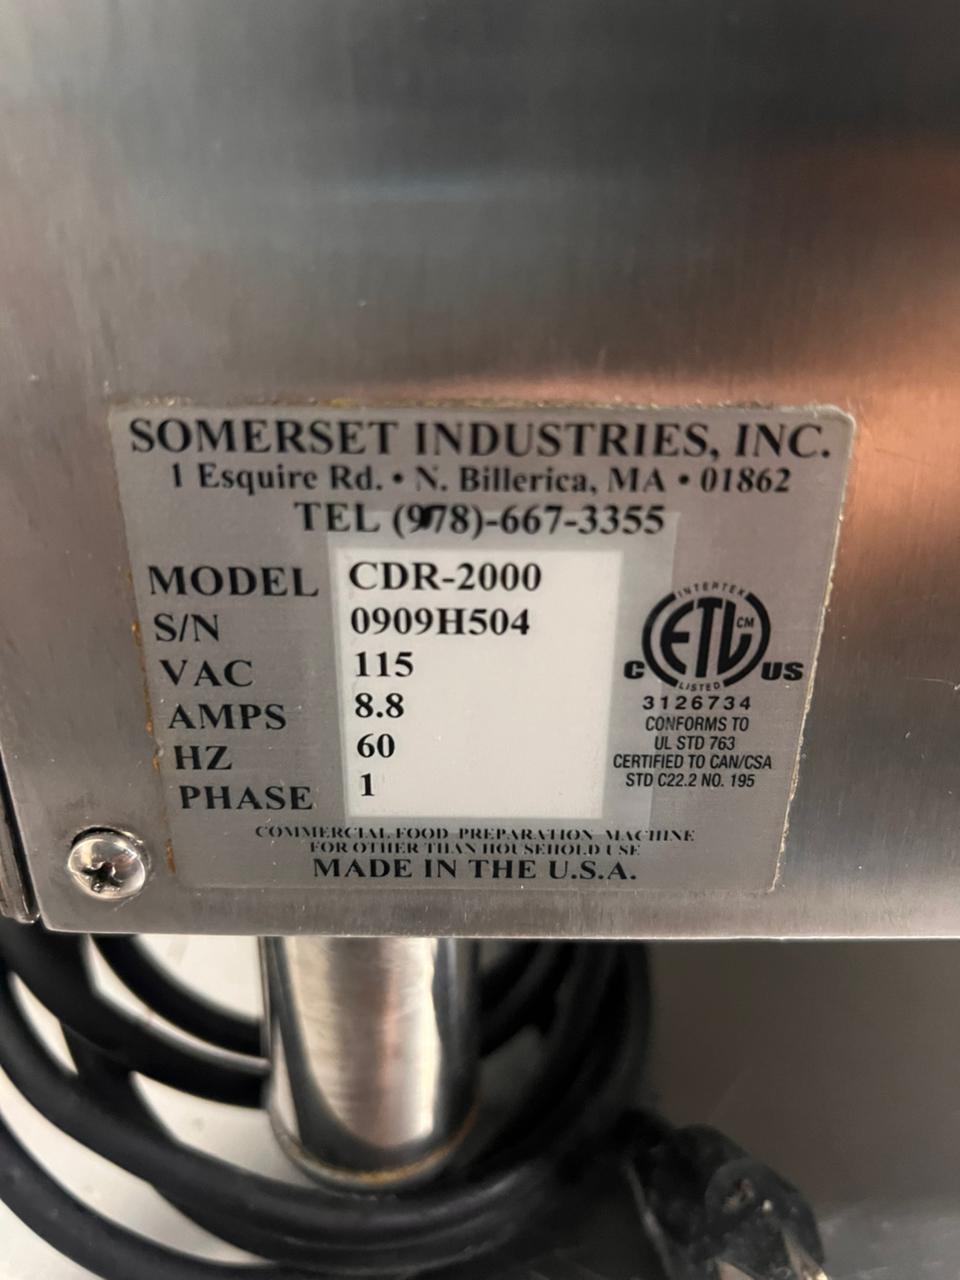 SOMERSET INDUSTRIES, INC.
1 Esquire Rd. • N. Billerica, MA • 01862
TEL (978)-667-3355
MODEL CDR-2000
S/N 0909H504
VAC 115
AMPS 8.8
HZ 60
PHASE 1
INTERTEK
ETL CM
C US
LISTED
3126734
CONFORMS TO
UL STD 763
CERTIFIED TO CAN/CSA
STD C22.2 NO. 195
COMMERCIAL FOOD PREPARATION MACHINE
FOR OTHER THAN HOUSEHOLD USE
MADE IN THE U.S.A.